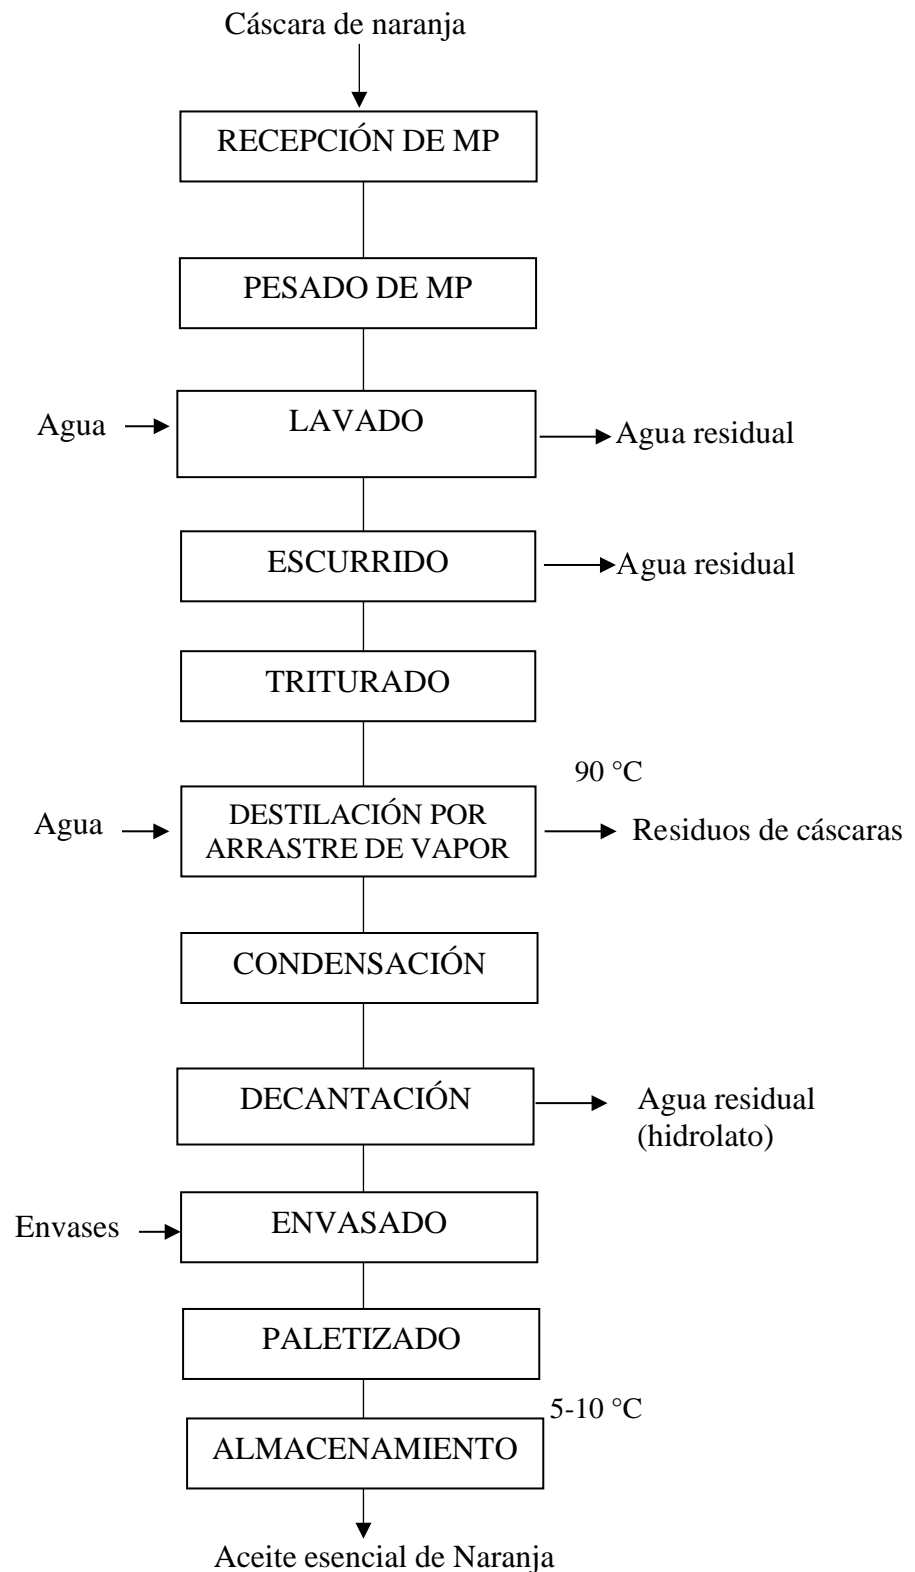 Cáscara de naranja
RECEPCIÓN DE MP
PESADO DE MP
Agua
LAVADO
Agua residual
ESCURRIDO
Agua residual
TRITURADO
90 °C
Agua
DESTILACIÓN POR
ARRASTRE DE VAPOR
Residuos de cáscaras
CONDENSACIÓN
DECANTACIÓN
Agua residual
(hidrolato)
Envases
ENVASADO
PALETIZADO
5-10 °C
ALMACENAMIENTO
Aceite esencial de Naranja